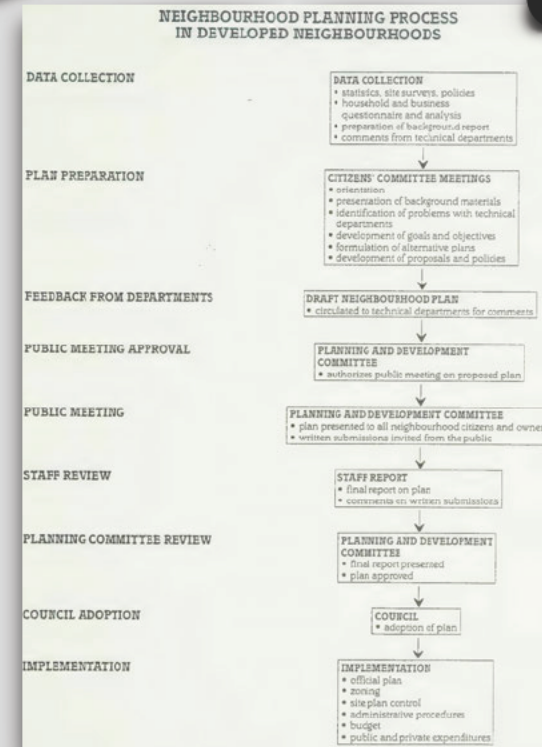 NEIGHBOURHOOD PLANNING PROCESS
IN DEVELOPED NEIGHBOURHOODS
DATA COLLECTION
DATA COLLECTION
• statistics, site surveys, policies
• household and business
questionnaire and analysis
• preparation of background report
• comments from technical departments
PLAN PREPARATION
CITIZENS' COMMITTEE MEETINGS
• orientation
• presentation of background materials
• identification of problems with technical
departments
• development of goals and objectives
• formulation of alternative plans
• development of proposals and policies
FEEDBACK FROM DEPARTMENTS
DRAFT NEIGHBOURHOOD PLAN
• circulated to technical departments for comments
PUBLIC MEETING APPROVAL
PLANNING AND DEVELOPMENT
COMMITTEE
• authorizes public meeting on proposed plan
PUBLIC MEETING
PLANNING AND DEVELOPMENT COMMITTEE
• plan presented to all neighbourhood citizens and owne
• written submissions invited from the public
STAFF REVIEW
STAFF REPORT
• final report on plan
• comments on written submissions
PLANNING COMMITTEE REVIEW
PLANNING AND DEVELOPMENT
COMMITTEE
• final report presented
• plan approved
COUNCIL ADOPTION
COUNCIL
• adoption of plan
IMPLEMENTATION
IMPLEMENTATION
• official plan
• zoning
• site plan control
• administrative procedures
• budget
• public and private expenditures